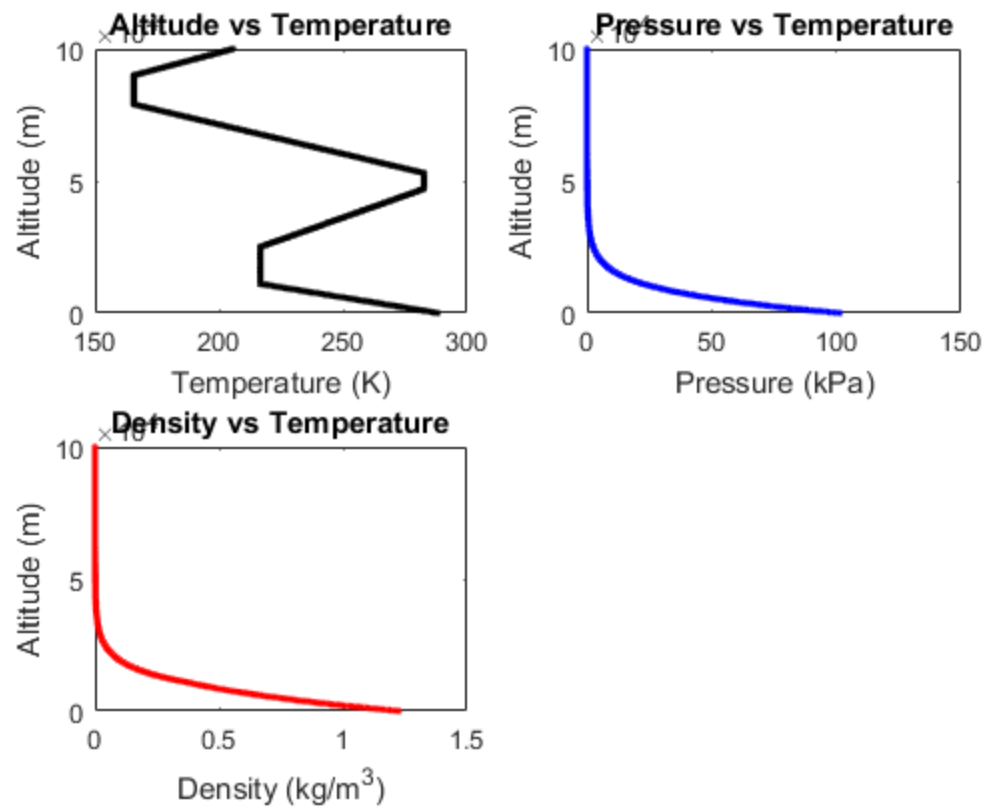 Altitude vs Temperature
Altitude (m)
10
5
0
150 200 250 300
Temperature (K)
Pressure vs Temperature
Altitude (m)
10
5
0
0 50 100 150
Pressure (kPa)
Density vs Temperature
Altitude (m)
10
5
0
0 0.5 1 1.5
Density (kg/m³)